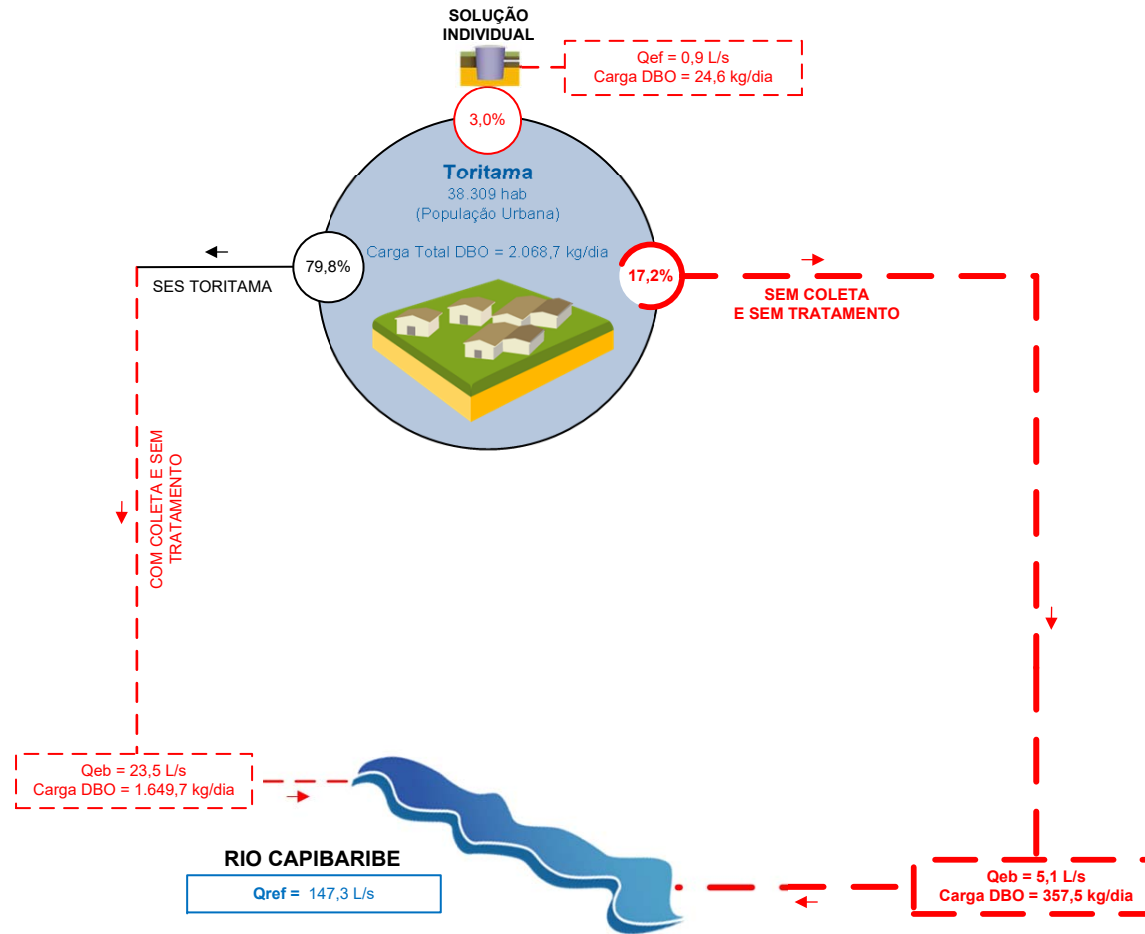 SOLUÇÃO
INDIVIDUAL
Qef = 0,9 L/s
Carga DBO = 24,6 kg/dia
3,0%
Toritama
38.309 hab
(População Urbana)
Carga Total DBO = 2.068,7 kg/dia
79,8%
17,2%
SES TORITAMA
SEM COLETA
E SEM TRATAMENTO
COM COLETA E SEM
TRATAMENTO
Qeb = 23,5 L/s
Carga DBO = 1.649,7 kg/dia
RIO CAPIBARIBE
Qref = 147,3 L/s
Qeb = 5,1 L/s
Carga DBO = 357,5 kg/dia